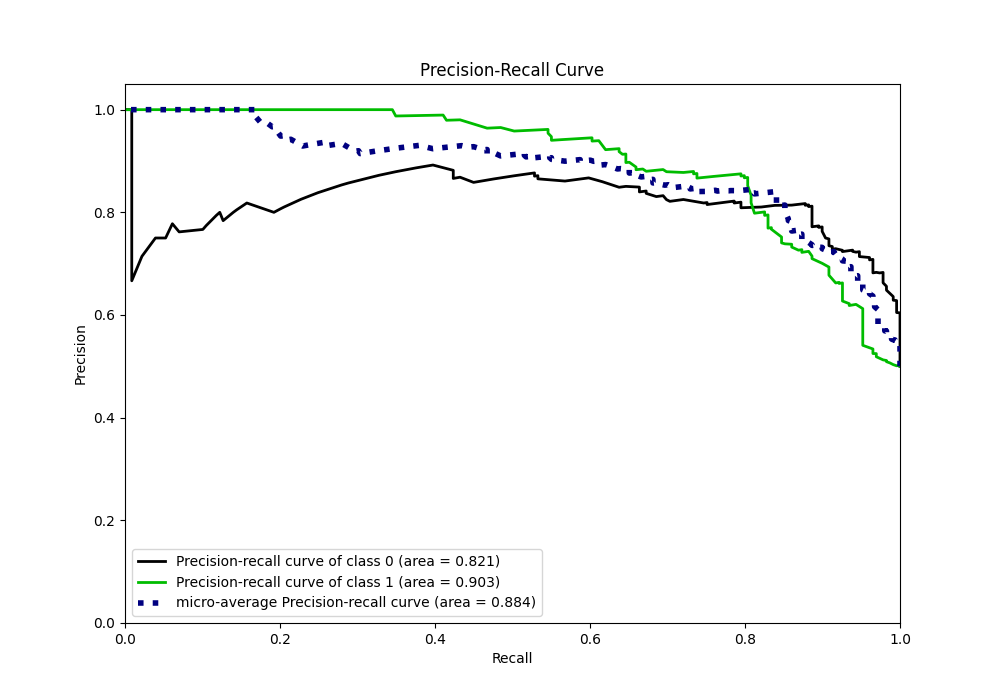 Precision-Recall Curve
1.0
0.8
0.6
0.4
0.2
0.0
Precision
Precision-recall curve of class 0 (area = 0.821)
Precision-recall curve of class 1 (area = 0.903)
micro-average Precision-recall curve (area = 0.884)
0.0 0.2 0.4 0.6 0.8 1.0
Recall